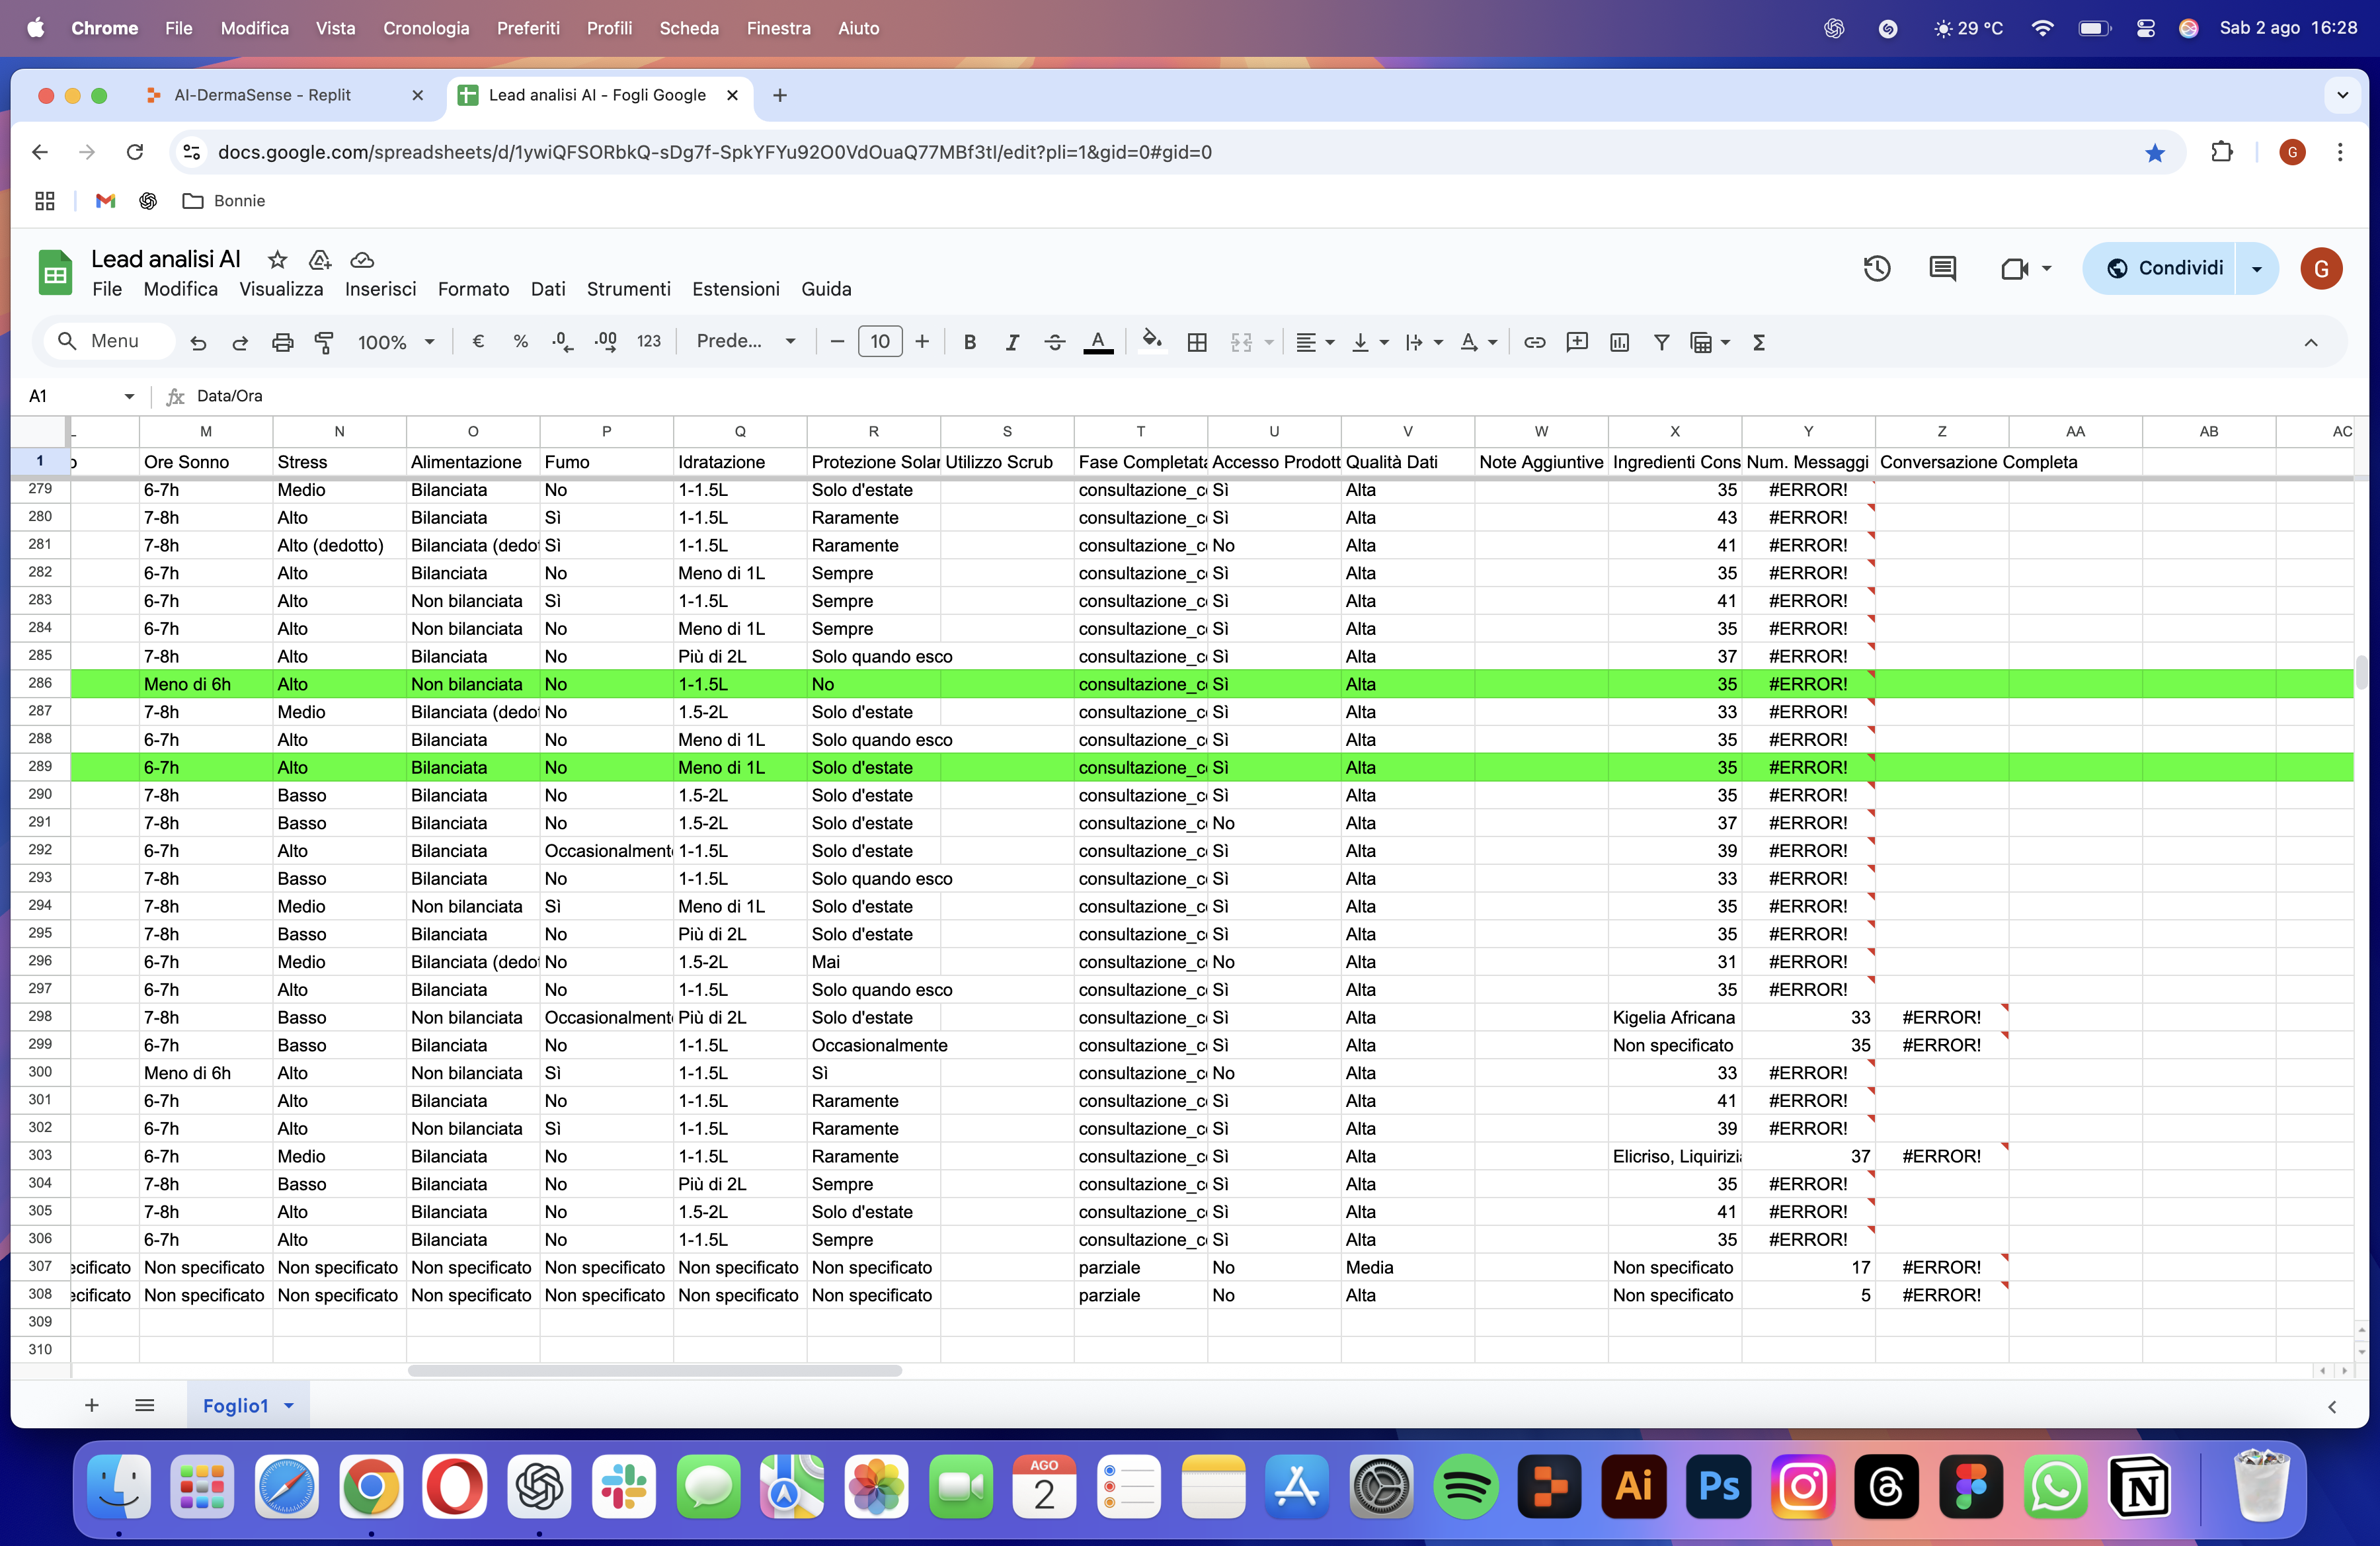 Chrome File Modifica Vista Cronologia Preferiti Profili Scheda Finestra Aiuto 29 °C Sab 2 ago 16:28
AI-DermaSense - Replit Lead analisi AI - Fogli Google
docs.google.com/spreadsheets/d/1ywiQFSORbkQ-sDg7f-SpkYFYu92O0VdOuaQ77MBf3tI/edit?pli=1&gid=0#gid=0 G
Bonnie
Lead analisi AI
File Modifica Visualizza Inserisci Formato Dati Strumenti Estensioni Guida Condividi G
Menu 100% € % .0 .00 123 Prede... 10 B I A
A1 fx Data/Ora
M N O P Q R S T U V W X Y Z AA AB AC
1 Ore Sonno Stress Alimentazione Fumo Idratazione Protezione Solar Utilizzo Scrub Fase Completata Accesso Prodott Qualità Dati Note Aggiuntive Ingredienti Cons Num. Messaggi Conversazione Completa
279 6-7h Medio Bilanciata No 1-1.5L Solo d'estate consultazione_c Sì Alta 35 #ERROR!
280 7-8h Alto Bilanciata Sì 1-1.5L Raramente consultazione_c Sì Alta 43 #ERROR!
281 7-8h Alto (dedotto) Bilanciata (dedot Sì 1-1.5L Raramente consultazione_c No Alta 41 #ERROR!
282 6-7h Alto Bilanciata No Meno di 1L Sempre consultazione_c Sì Alta 35 #ERROR!
283 6-7h Alto Non bilanciata Sì 1-1.5L Sempre consultazione_c Sì Alta 41 #ERROR!
284 6-7h Alto Non bilanciata No Meno di 1L Sempre consultazione_c Sì Alta 35 #ERROR!
285 7-8h Alto Bilanciata No Più di 2L Solo quando esco consultazione_c Sì Alta 37 #ERROR!
286 Meno di 6h Alto Non bilanciata No 1-1.5L No consultazione_c Sì Alta 35 #ERROR!
287 7-8h Medio Bilanciata (dedot No 1.5-2L Solo d'estate consultazione_c Sì Alta 33 #ERROR!
288 6-7h Alto Bilanciata No Meno di 1L Solo quando esco consultazione_c Sì Alta 35 #ERROR!
289 6-7h Alto Bilanciata No Meno di 1L Solo d'estate consultazione_c Sì Alta 35 #ERROR!
290 7-8h Basso Bilanciata No 1.5-2L Solo d'estate consultazione_c Sì Alta 35 #ERROR!
291 7-8h Basso Bilanciata No 1.5-2L Solo d'estate consultazione_c No Alta 37 #ERROR!
292 6-7h Alto Bilanciata Occasionalment 1-1.5L Solo d'estate consultazione_c Sì Alta 39 #ERROR!
293 7-8h Basso Bilanciata No 1-1.5L Solo quando esco consultazione_c Sì Alta 33 #ERROR!
294 7-8h Medio Non bilanciata Sì Meno di 1L Solo d'estate consultazione_c Sì Alta 35 #ERROR!
295 7-8h Basso Bilanciata No Più di 2L Solo d'estate consultazione_c Sì Alta 35 #ERROR!
296 6-7h Medio Bilanciata (dedot No 1.5-2L Mai consultazione_c No Alta 31 #ERROR!
297 6-7h Alto Bilanciata No 1-1.5L Solo quando esco consultazione_c Sì Alta 35 #ERROR!
298 7-8h Basso Non bilanciata Occasionalment Più di 2L Solo d'estate consultazione_c Sì Alta Kigelia Africana 33 #ERROR!
299 6-7h Basso Bilanciata No 1-1.5L Occasionalmente consultazione_c Sì Alta Non specificato 35 #ERROR!
300 Meno di 6h Alto Non bilanciata Sì 1-1.5L Sì consultazione_c No Alta 33 #ERROR!
301 6-7h Alto Bilanciata No 1-1.5L Raramente consultazione_c Sì Alta 41 #ERROR!
302 6-7h Alto Non bilanciata Sì 1-1.5L Raramente consultazione_c Sì Alta 39 #ERROR!
303 6-7h Medio Bilanciata No 1-1.5L Raramente consultazione_c Sì Alta Elicriso, Liquirizia 37 #ERROR!
304 7-8h Basso Bilanciata No Più di 2L Sempre consultazione_c Sì Alta 35 #ERROR!
305 7-8h Alto Bilanciata No 1.5-2L Solo d'estate consultazione_c Sì Alta 41 #ERROR!
306 6-7h Alto Bilanciata No 1-1.5L Sempre consultazione_c Sì Alta 35 #ERROR!
307 ecificato Non specificato Non specificato Non specificato Non specificato Non specificato Non specificato parziale No Media Non specificato 17 #ERROR!
308 ecificato Non specificato Non specificato Non specificato Non specificato Non specificato Non specificato parziale No Alta Non specificato 5 #ERROR!
309
310
Foglio1
AGO
2
Ai
Ps